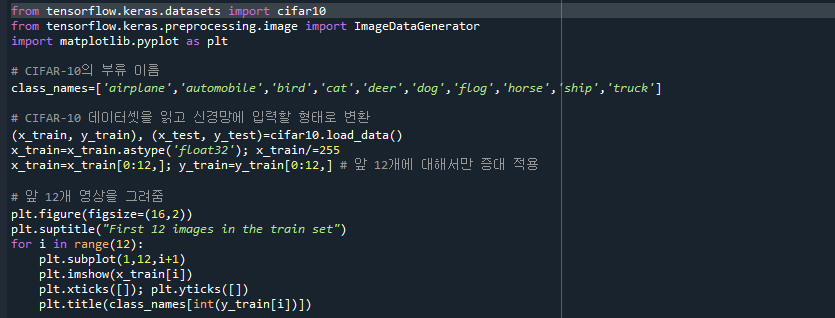 from tensorflow.keras.datasets import cifar10
from tensorflow.keras.preprocessing.image import ImageDataGenerator
import matplotlib.pyplot as plt
# CIFAR-10의 부류 이름
class_names=['airplane','automobile','bird','cat','deer','dog','flog','horse','ship','truck']
# CIFAR-10 데이터셋을 읽고 신경망에 입력할 형태로 변환
(x_train, y_train), (x_test, y_test)=cifar10.load_data()
x_train=x_train.astype('float32'); x_train/=255
x_train=x_train[0:12,]; y_train=y_train[0:12,] # 앞 12개에 대해서만 증대 적용
# 앞 12개 영상을 그려줌
plt.figure(figsize=(16,2))
plt.suptitle("First 12 images in the train set")
for i in range(12):
    plt.subplot(1,12,i+1)
    plt.imshow(x_train[i])
    plt.xticks([]); plt.yticks([])
    plt.title(class_names[int(y_train[i])])